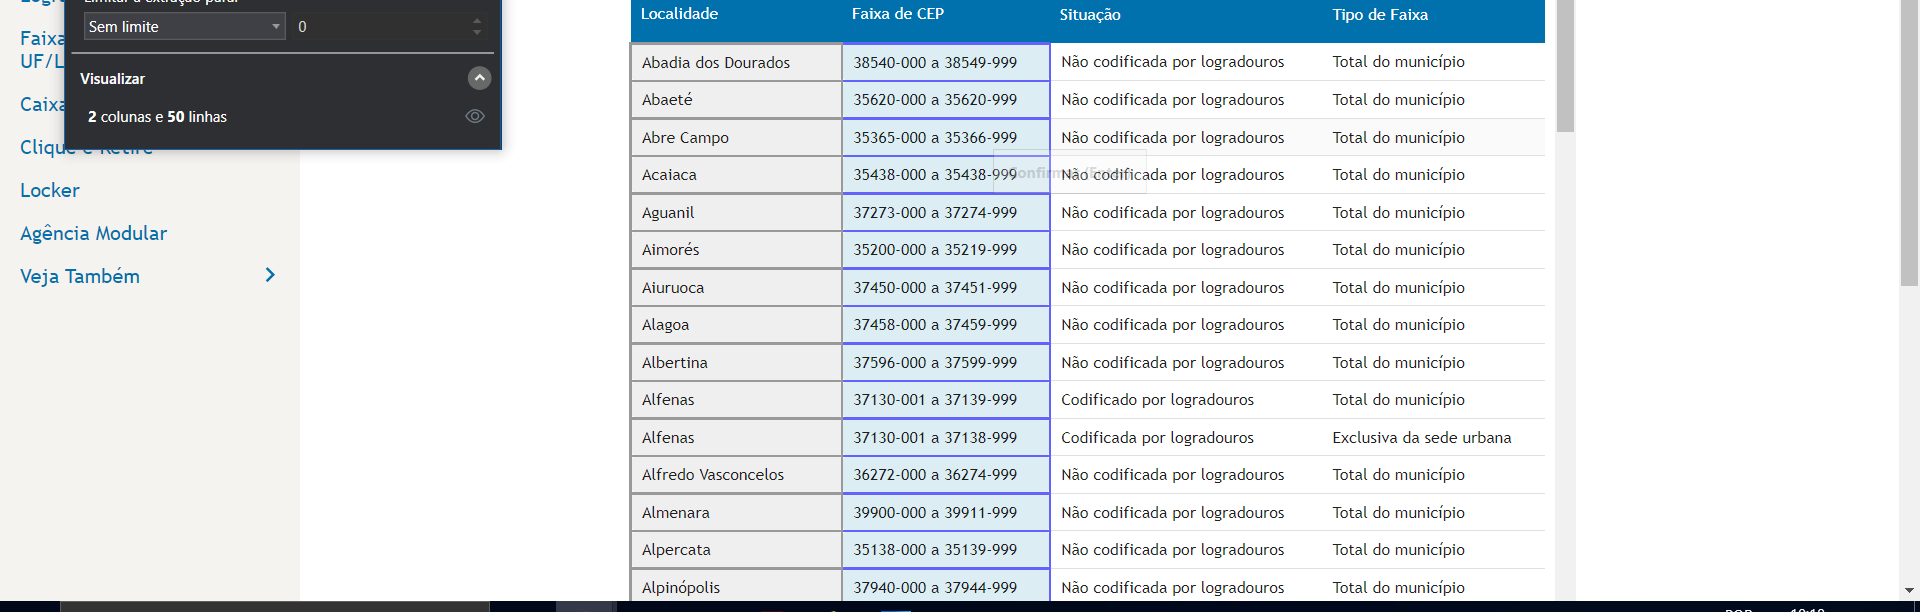 Limitar a extração para:
Sem limite 0
Visualizar
2 colunas e 50 linhas
Faixa
UF/L
Caixa
Clique e Retire
Locker
Agência Modular
Veja Também
Localidade Faixa de CEP Situação Tipo de Faixa
Abadia dos Dourados 38540-000 a 38549-999 Não codificada por logradouros Total do município
Abaeté 35620-000 a 35620-999 Não codificada por logradouros Total do município
Abre Campo 35365-000 a 35366-999 Não codificada por logradouros Total do município
Acaiaca 35438-000 a 35438-999 Não codificada por logradouros Total do município
Aguanil 37273-000 a 37274-999 Não codificada por logradouros Total do município
Aimorés 35200-000 a 35219-999 Não codificada por logradouros Total do município
Aiuruoca 37450-000 a 37451-999 Não codificada por logradouros Total do município
Alagoa 37458-000 a 37459-999 Não codificada por logradouros Total do município
Albertina 37596-000 a 37599-999 Não codificada por logradouros Total do município
Alfenas 37130-001 a 37139-999 Codificado por logradouros Total do município
Alfenas 37130-001 a 37138-999 Codificada por logradouros Exclusiva da sede urbana
Alfredo Vasconcelos 36272-000 a 36274-999 Não codificada por logradouros Total do município
Almenara 39900-000 a 39911-999 Não codificada por logradouros Total do município
Alpercata 35138-000 a 35139-999 Não codificada por logradouros Total do município
Alpinópolis 37940-000 a 37944-999 Não codificada por logradouros Total do município